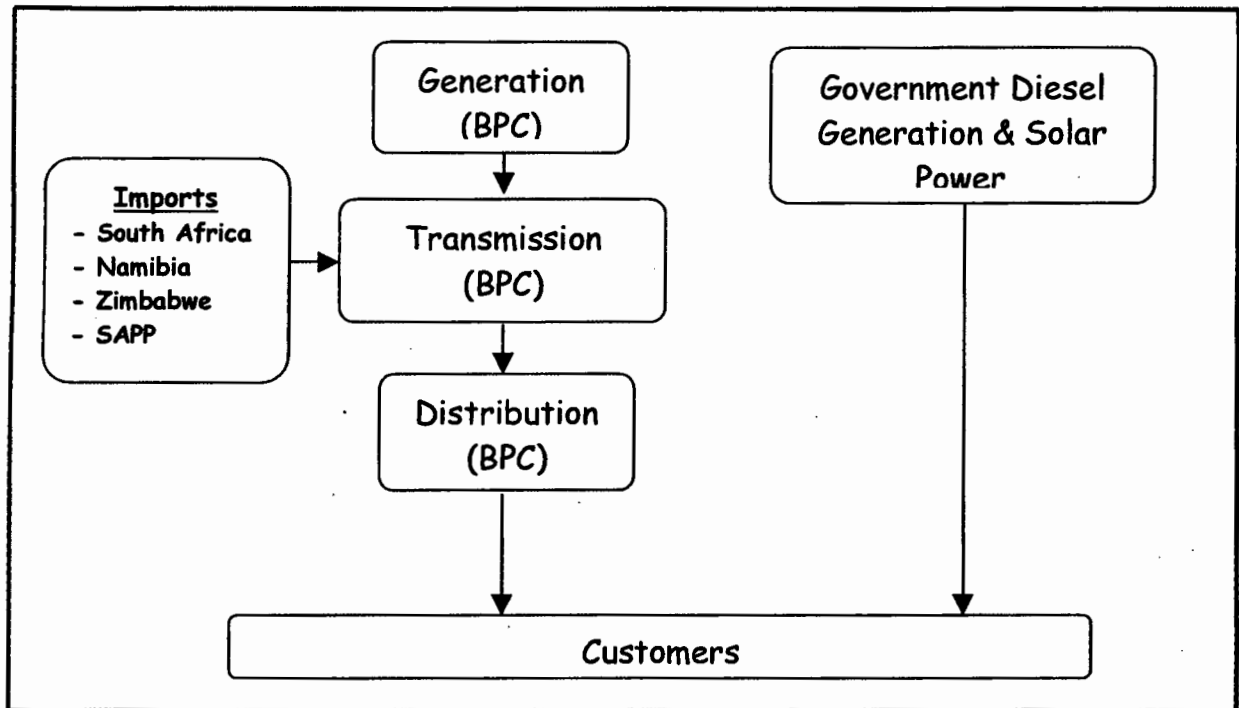 Generation
(BPC)
Government Diesel
Generation & Solar
Power
Imports
- South Africa
- Namibia
- Zimbabwe
- SAPP
Transmission
(BPC)
Distribution
(BPC)
Customers